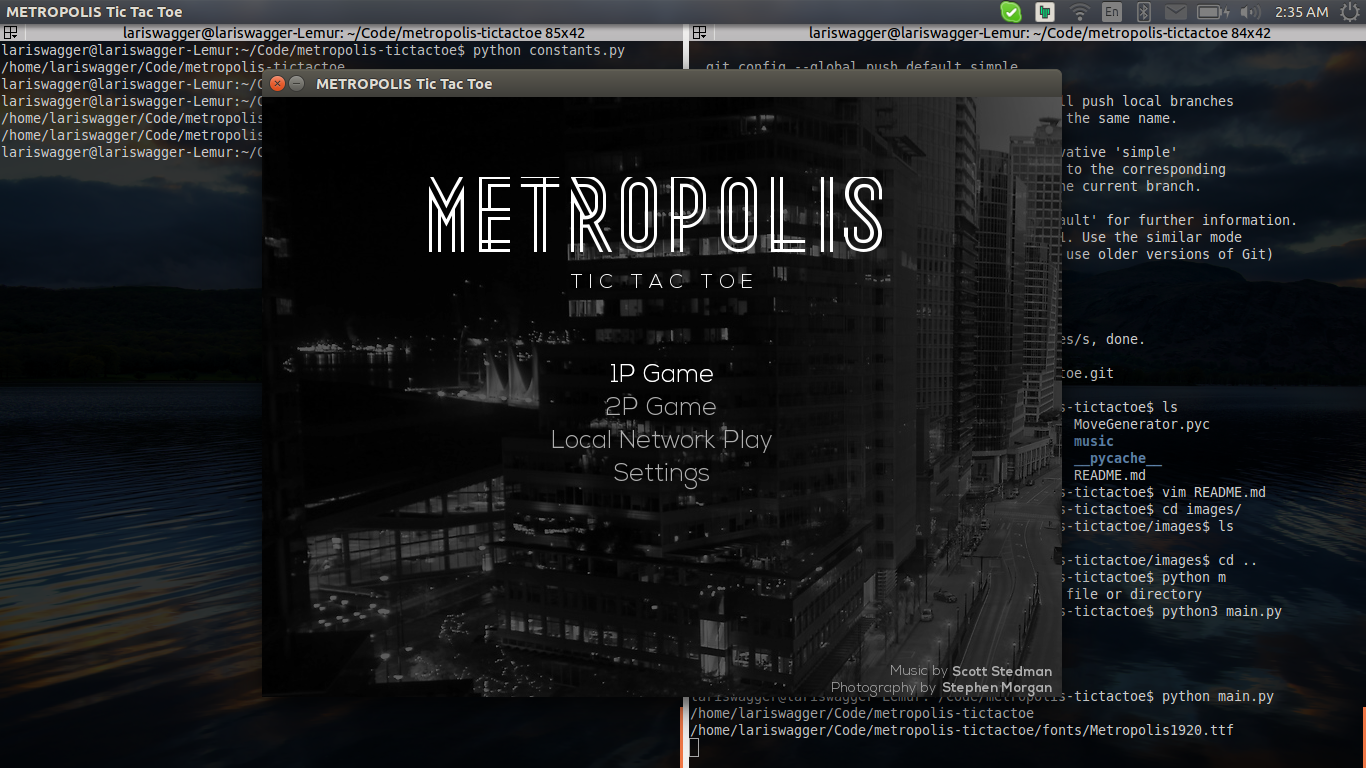 METROPOLIS Tic Tac Toe
En
2:35 AM
lariswagger@lariswagger-Lemur: ~/Code/metropolis-tictactoe 85x42
lariswagger@lariswagger-Lemur:~/Code/metropolis-tictactoe$ python constants.py
/home/lariswagger/Code/metropolis-tictactoe
lariswagger@lariswagger-Lemur:~/C
lariswagger@lariswagger-Lemur:~/C
/home/lariswagger/Code/metropolis
/home/lariswagger/Code/metropolis
lariswagger@lariswagger-Lemur:~/C
METROPOLIS Tic Tac Toe
METROPOLIS
TIC TAC TOE
1P Game
2P Game
Local Network Play
Settings
Music by Scott Stedman
Photography by Stephen Morgan
lariswagger@lariswagger-Lemur: ~/Code/metropolis-tictactoe 84x42
git config --global push.default simple
ll push local branches
the same name.
vative 'simple'
to the corresponding
ne current branch.
ault' for further information.
l. Use the similar mode
use older versions of Git)
es/s, done.
toe.git
s-tictactoe$ ls
MoveGenerator.pyc
music
__pycache__
README.md
s-tictactoe$ vim README.md
s-tictactoe$ cd images/
s-tictactoe/images$ ls
s-tictactoe/images$ cd ..
s-tictactoe$ python m
file or directory
s-tictactoe$ python3 main.py
lariswagger@lariswagger-Lemur:~/Code/metropolis-tictactoe$ python main.py
/home/lariswagger/Code/metropolis-tictactoe
/home/lariswagger/Code/metropolis-tictactoe/fonts/Metropolis1920.ttf